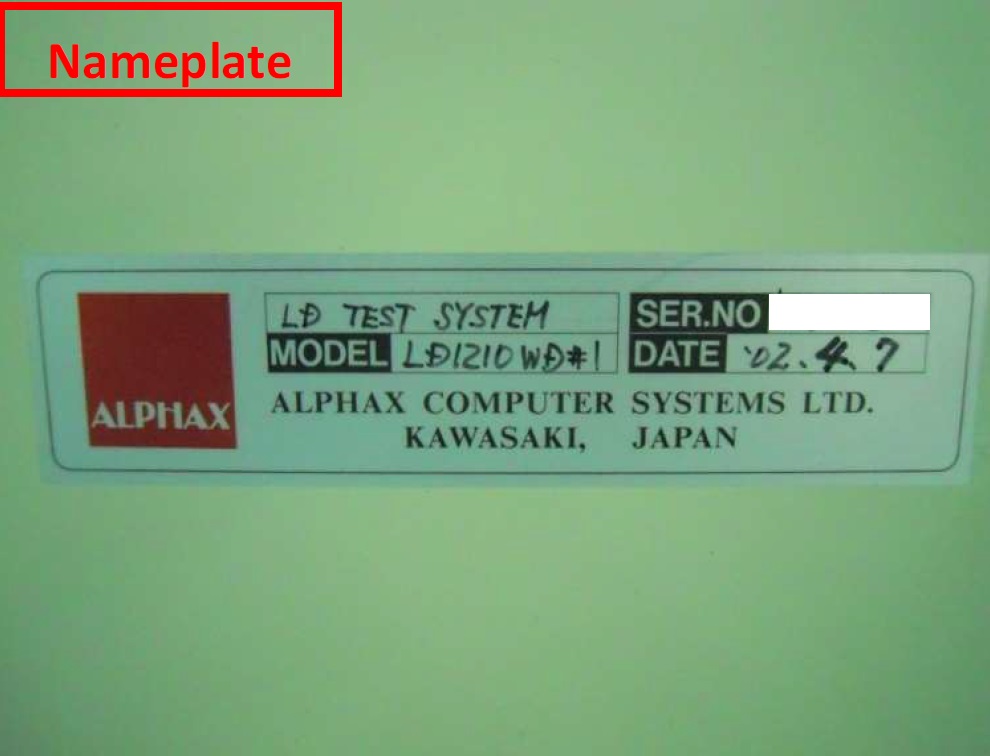 Nameplate
LD TEST SYSTEM SER.NO
MODEL LD1210WD#1 DATE '02.4.7
ALPHAX
ALPHAX COMPUTER SYSTEMS LTD.
KAWASAKI, JAPAN